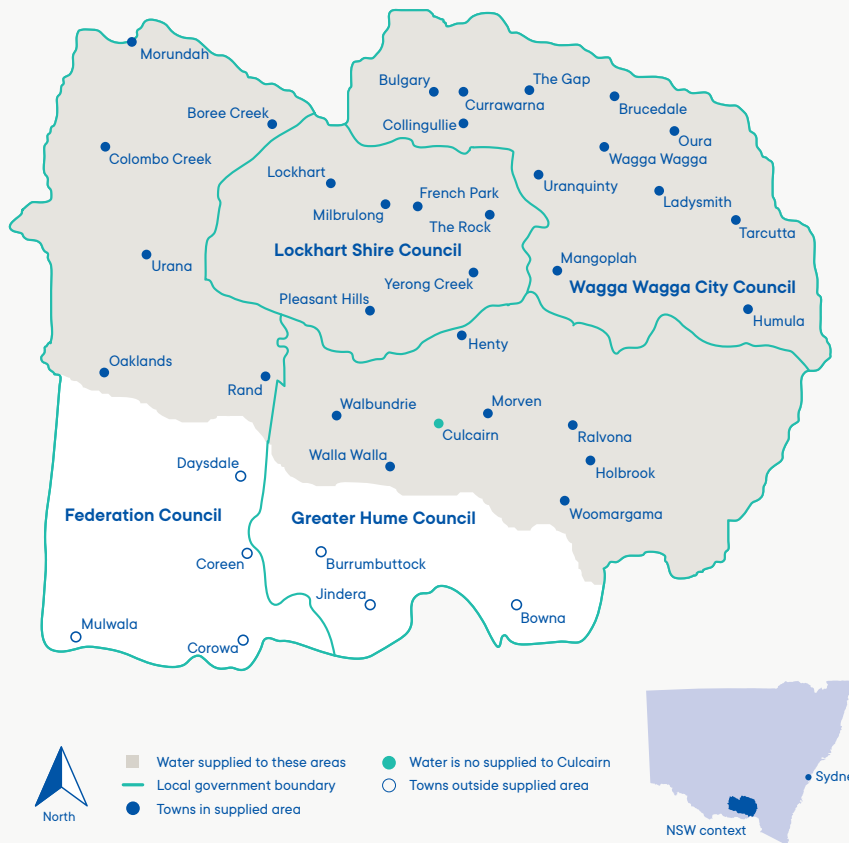 Morundah
Bulgary
The Gap
Currawarna
Brucedale
Boree Creek
Collingullie
Oura
Colombo Creek
Wagga Wagga
Lockhart
French Park
Uranquinty
Milbrulong
Ladysmith
The Rock
Tarcutta
Lockhart Shire Council
Urana
Mangoplah
Yerong Creek
Wagga Wagga City Council
Pleasant Hills
Humula
Henty
Oaklands
Rand
Walbundrie
Morven
Culcairn
Ralvona
Walla Walla
Daysdale
Holbrook
Federation Council
Greater Hume Council
Woomargama
Coreen
Burrumbuttock
Jindera
Bowna
Mulwala
Corowa
North
Water supplied to these areas
Local government boundary
Towns in supplied area
Water is no supplied to Culcairn
Towns outside supplied area
Sydne
NSW context